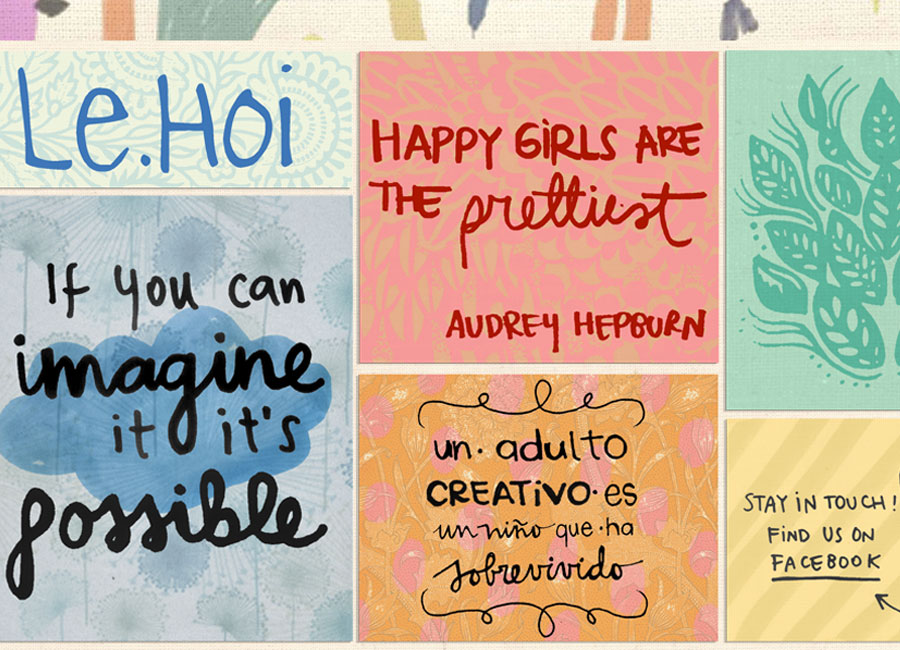 Le.Hoi
If you can
imagine
it it's
possible
HAPPY GiRLS ARE
THE prettiest
AUDREY HEPBURN
un. adulto
CREATiVO. es
un niño que.ha
sobrevivido
STAY iN TOUCH!
FiND US ON
FACEBOOK